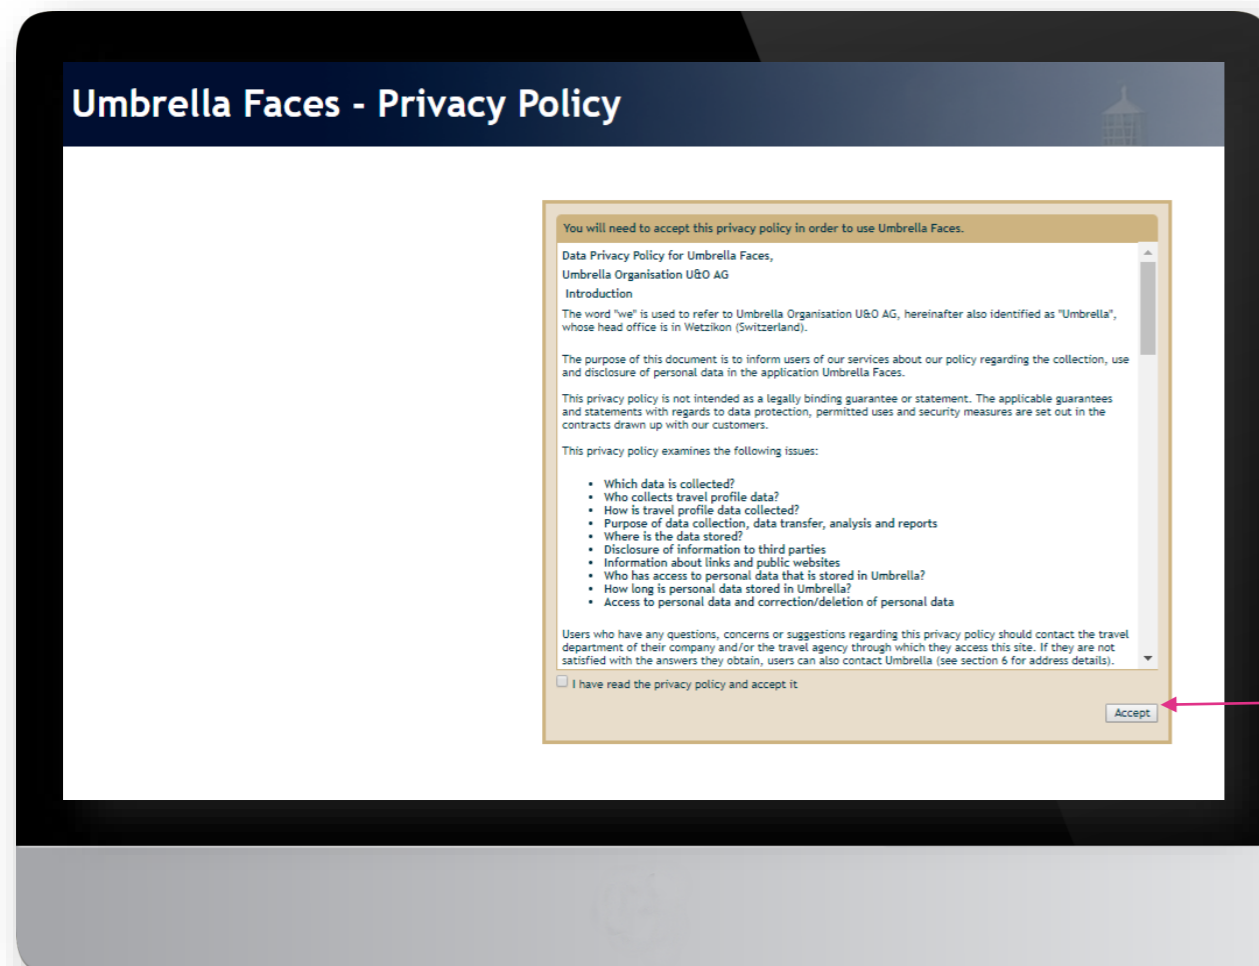 Umbrella Faces - Privacy Policy
You will need to accept this privacy policy in order to use Umbrella Faces.
Data Privacy Policy for Umbrella Faces,
Umbrella Organisation U&O AG
Introduction
The word "we" is used to refer to Umbrella Organisation U&O AG, hereinafter also identified as "Umbrella",
whose head office is in Wetzikon (Switzerland).
The purpose of this document is to inform users of our services about our policy regarding the collection, use
and disclosure of personal data in the application Umbrella Faces.
This privacy policy is not intended as a legally binding guarantee or statement. The applicable guarantees
and statements with regards to data protection, permitted uses and security measures are set out in the
contracts drawn up with our customers.
This privacy policy examines the following issues:
• Which data is collected?
• Who collects travel profile data?
• How is travel profile data collected?
• Purpose of data collection, data transfer, analysis and reports
• Where is the data stored?
• Disclosure of information to third parties
• Information about links and public websites
• Who has access to personal data that is stored in Umbrella?
• How long is personal data stored in Umbrella?
• Access to personal data and correction/deletion of personal data
Users who have any questions, concerns or suggestions regarding this privacy policy should contact the travel
department of their company and/or the travel agency through which they access this site. If they are not
satisfied with the answers they obtain, users can also contact Umbrella (see section 6 for address details).
I have read the privacy policy and accept it
Accept